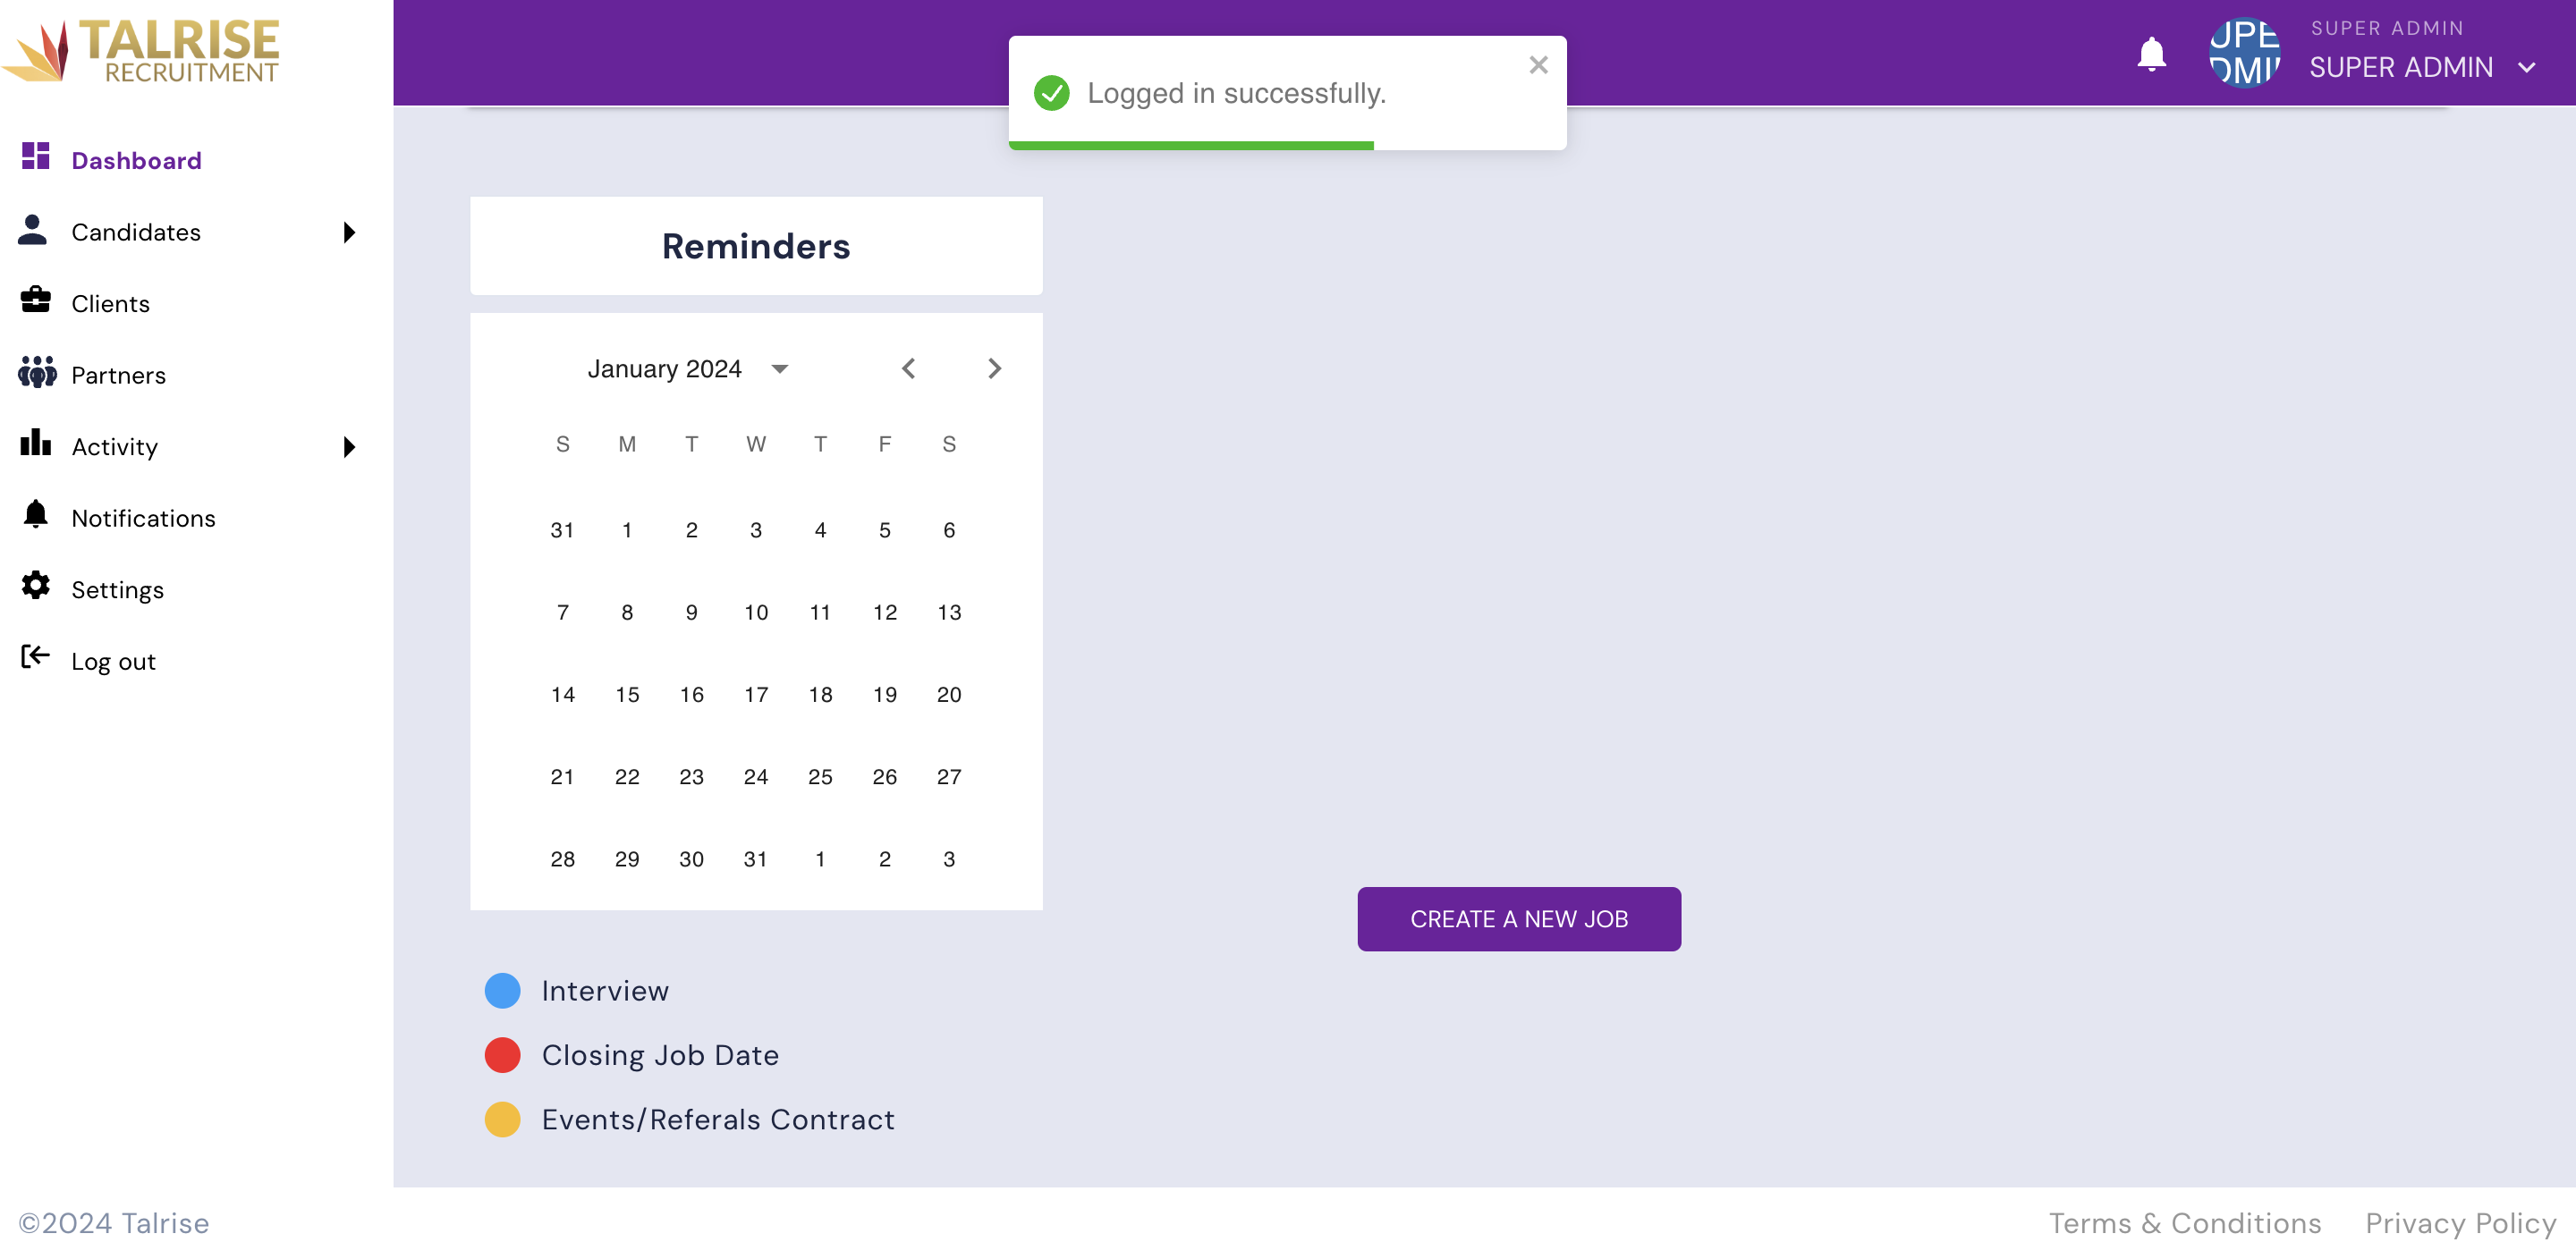 TALRISE
RECRUITMENT
Dashboard
Candidates
Clients
Partners
Activity
Notifications
Settings
Log out
Logged in successfully.
SUPER ADMIN
SUPER ADMIN
Reminders
January 2024
S M T W T F S
31 1 2 3 4 5 6
7 8 9 10 11 12 13
14 15 16 17 18 19 20
21 22 23 24 25 26 27
28 29 30 31 1 2 3
CREATE A NEW JOB
Interview
Closing Job Date
Events/Referrals Contract
©2024 Talrise
Terms & Conditions
Privacy Policy